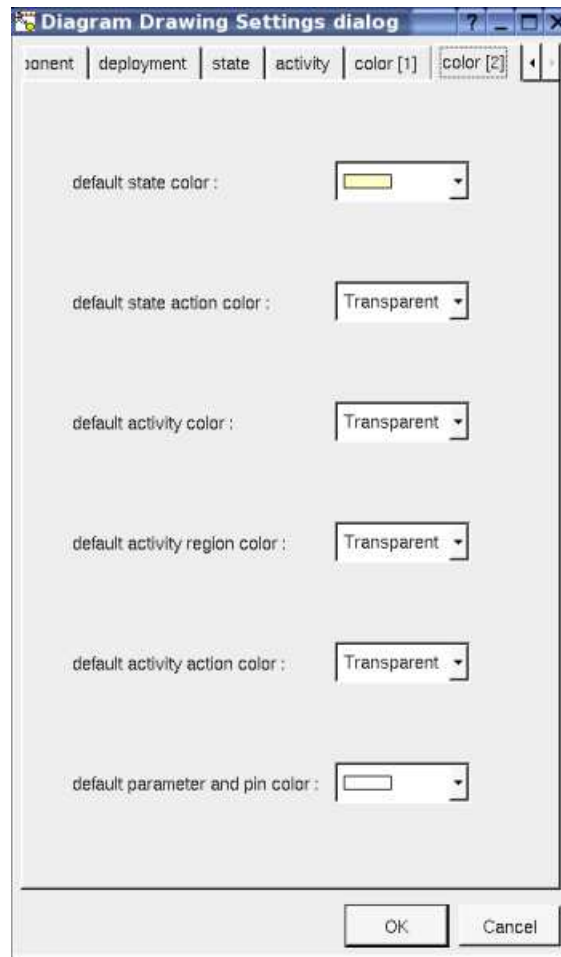 Diagram Drawing Settings dialog
onent deployment state activity color [1] color [2]
default state color :
default state action color : Transparent
default activity color : Transparent
default activity region color : Transparent
default activity action color : Transparent
default parameter and pin color :
OK Cancel